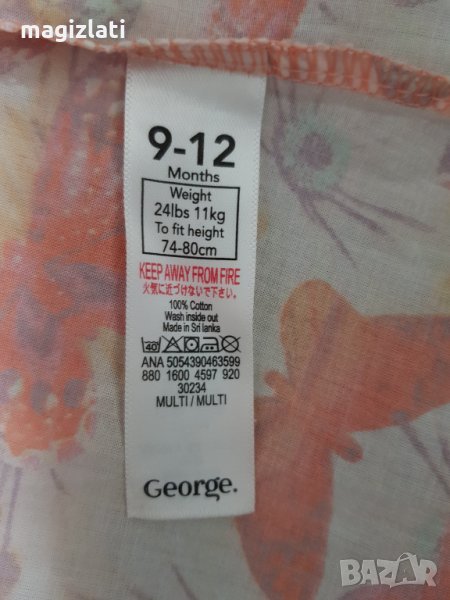 magizlati
9-12
Months
Weight
24lbs 11kg
To fit height
74-80cm
KEEP AWAY FROM FIRE
火気に近づけないで下さい。
100% Cotton
Wash inside out
Made in Sri lanka
40
ANA 5054390463599
880 1600 4597 920
30234
MULTI / MULTI
George.
BAZAR